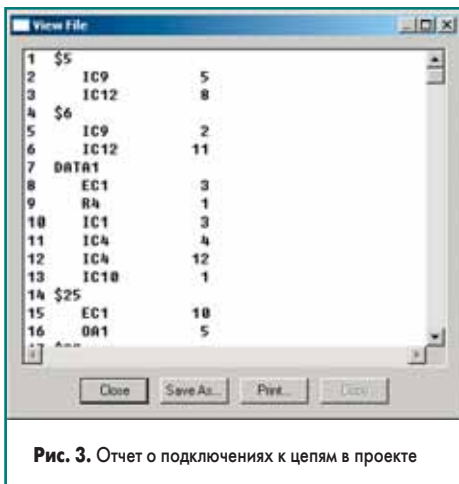 View File
1 $5
2 IC9 5
3 IC12 8
4 $6
5 IC9 2
6 IC12 11
7 DATA1
8 EC1 3
9 R4 1
10 IC1 3
11 IC4 4
12 IC4 12
13 IC10 1
14 $25
15 EC1 10
16 DA1 5
Close Save As... Print... Copy
Рис. 3. Отчет о подключениях к цепям в проекте